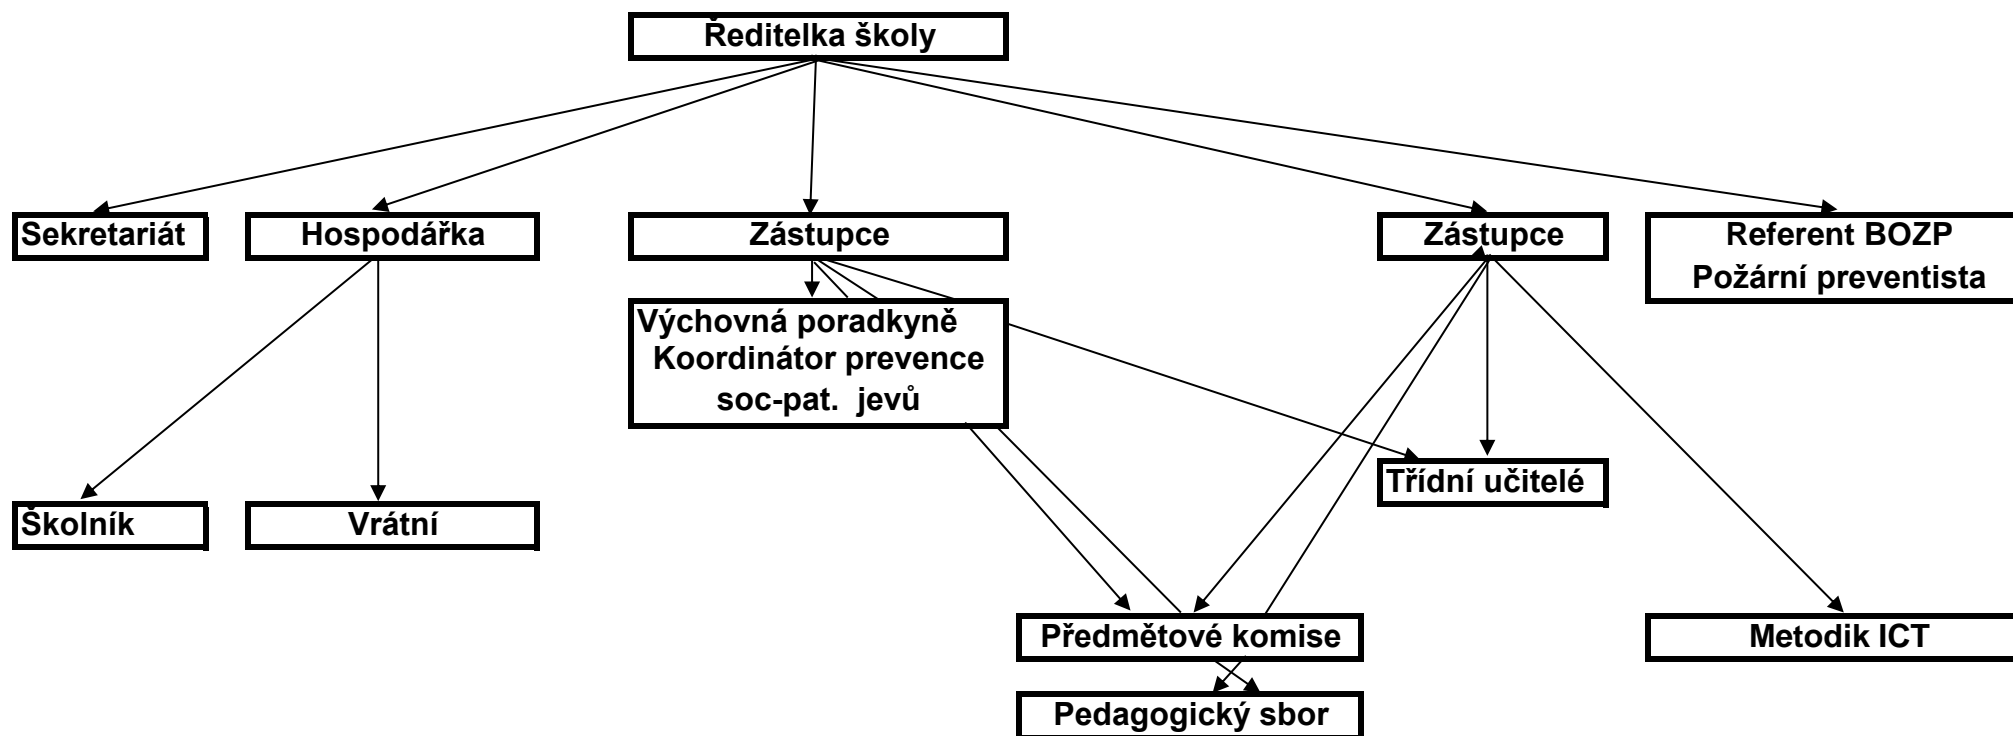 Ředitelka školy
Sekretariát
Hospodářka
Zástupce
Zástupce
Referent BOZP
Požární preventista
Výchovná poradkyně
Koordinátor prevence
soc-pat. jevů
Třídní učitelé
Školník
Vrátní
Předmětové komise
Metodik ICT
Pedagogický sbor